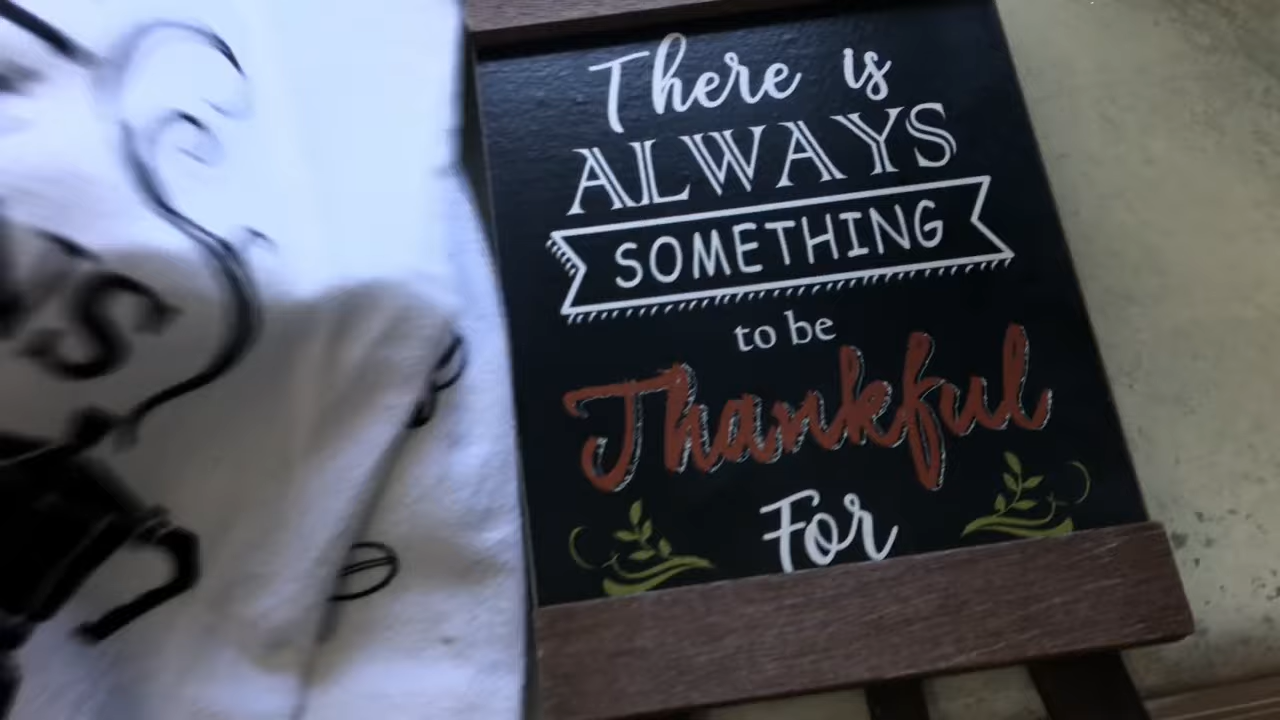 There is
ALWAYS
SOMETHING
to be
Thankful
For